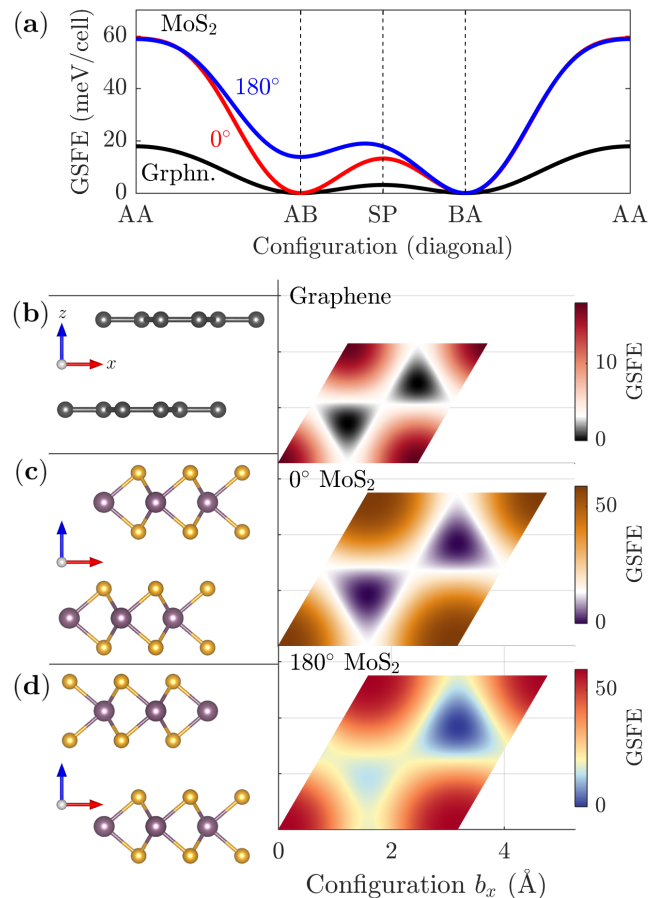 (a)
MoS₂
60
40
20
0
GSFE (meV/cell)
180°
0°
Grphn.
AA
AB
SP
BA
AA
Configuration (diagonal)
(b)
z
x
Graphene
10
0
GSFE
(c)
0° MoS₂
50
0
GSFE
(d)
180° MoS₂
50
0
GSFE
0
2
4
Configuration bₓ (Å)